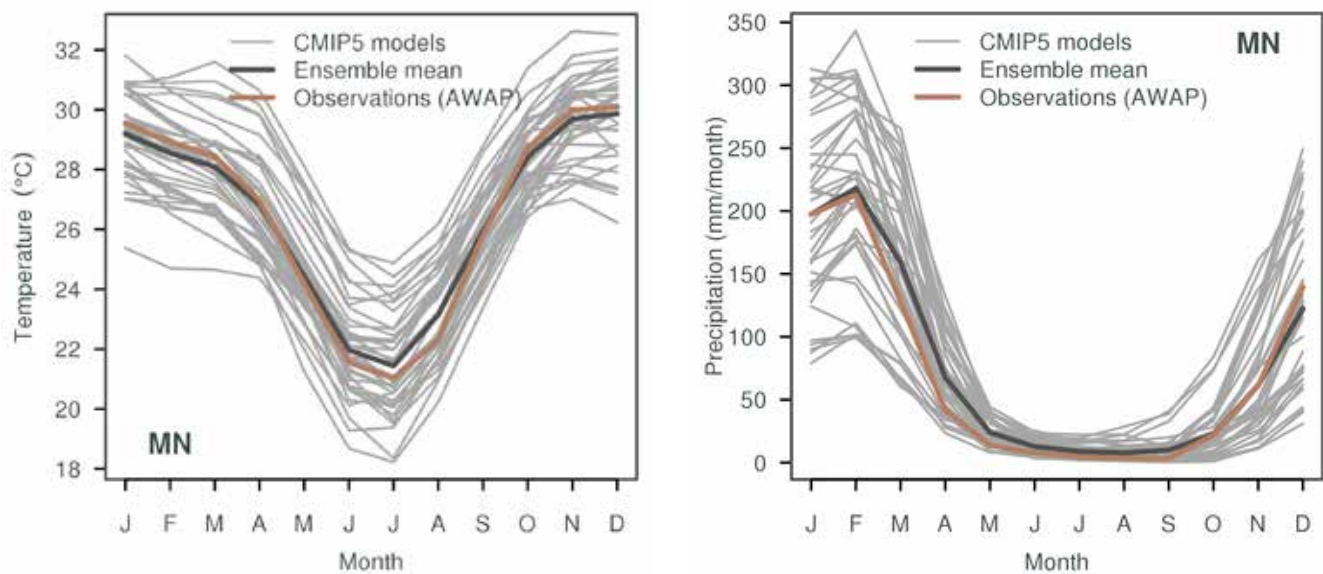 CMIP5 models
Ensemble mean
Observations (AWAP)
32
30
28
26
24
22
20
18
Temperature (°C)
MN
J F M A M J J A S O N D
Month
MN
CMIP5 models
Ensemble mean
Observations (AWAP)
350
300
250
200
150
100
50
0
Precipitation (mm/month)
J F M A M J J A S O N D
Month